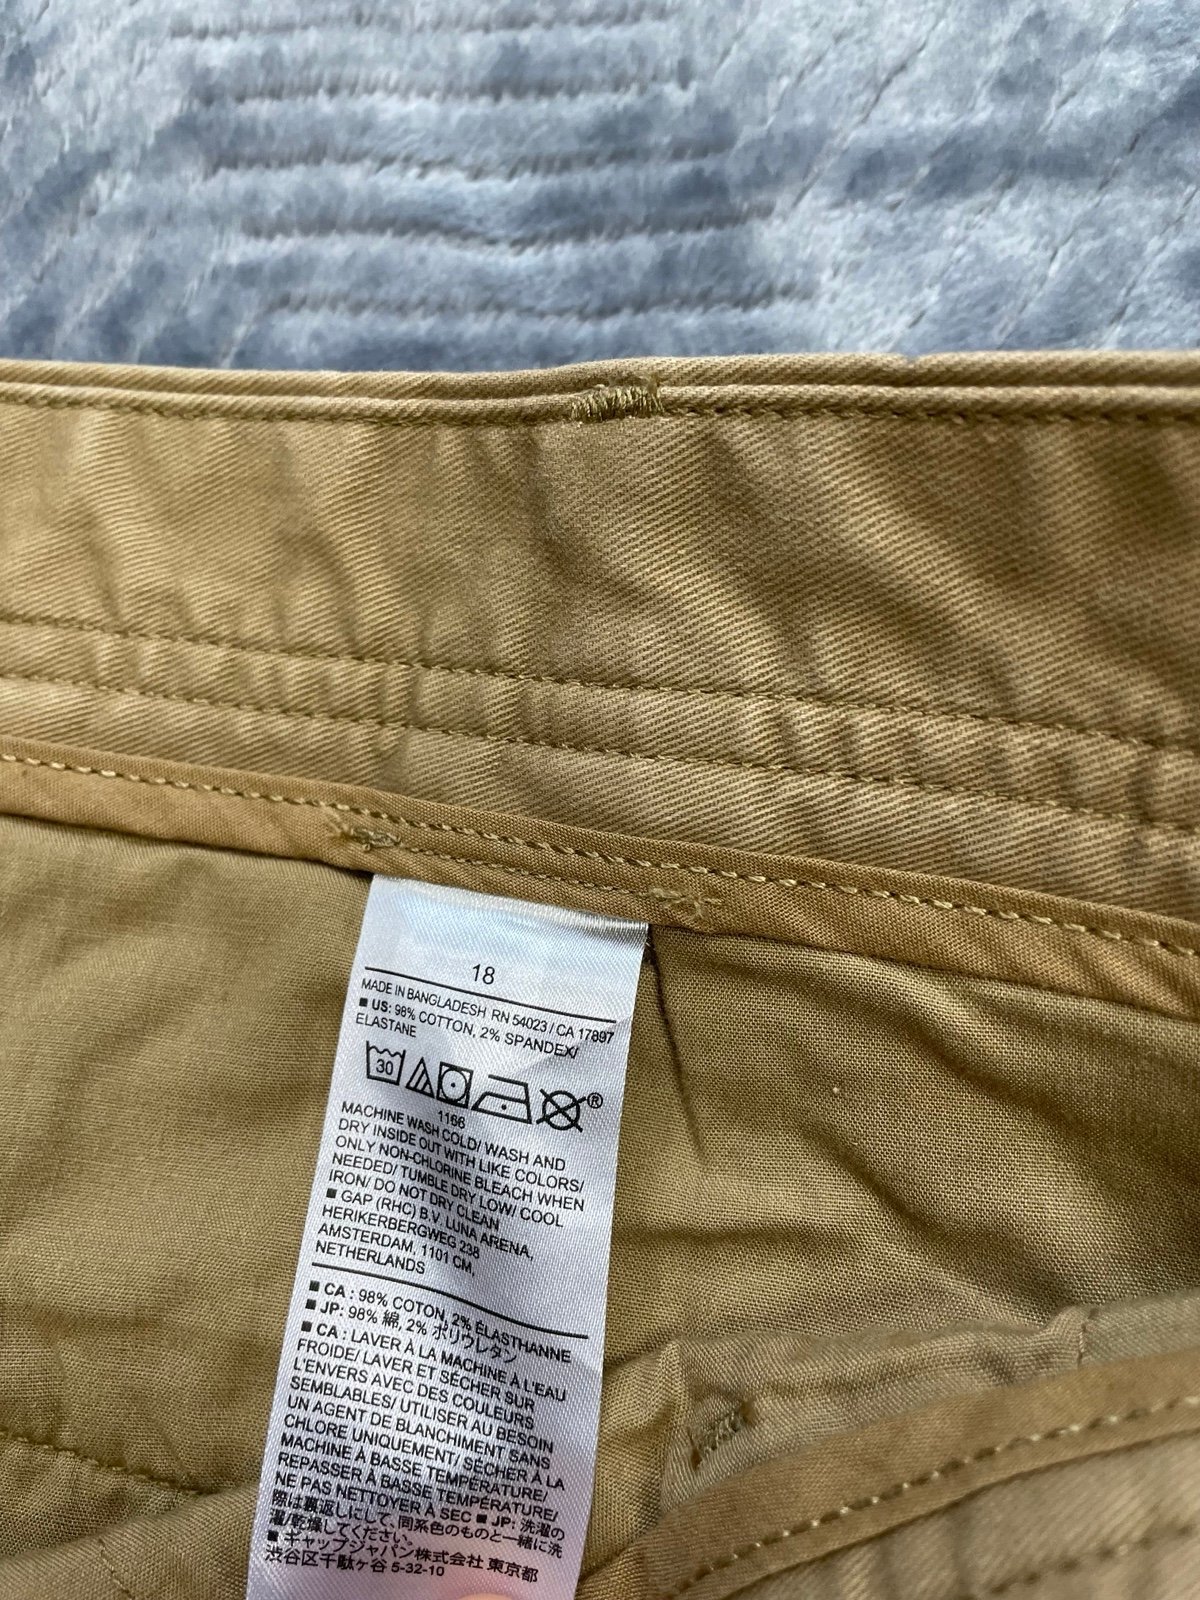 18
MADE IN BANGLADESH RN 54023 / CA 17897
■ US: 98% COTTON, 2% SPANDEX/
ELASTANE
30
®
1166
MACHINE WASH COLD/ WASH AND
DRY INSIDE OUT WITH LIKE COLORS/
ONLY NON-CHLORINE BLEACH WHEN
NEEDED/ TUMBLE DRY LOW/ COOL
IRON/ DO NOT DRY CLEAN
■ GAP (RHC) B.V. LUNA ARENA,
HERIKERBERGWEG 238
AMSTERDAM, 1101 CM,
NETHERLANDS
■ CA : 98% COTON, 2% ÉLASTHANNE
■ JP: 98% 綿, 2% ポリウレタン
■ CA : LAVER À LA MACHINE À L'EAU
FROIDE/ LAVER ET SÉCHER SUR
L'ENVERS AVEC DES COULEURS
SEMBLABLES/ UTILISER AU BESOIN
UN AGENT DE BLANCHIMENT SANS
CHLORE UNIQUEMENT/ SÉCHER À LA
MACHINE À BASSE TEMPÉRATURE/
REPASSER À BASSE TEMPÉRATURE/
NE PAS NETTOYER À SEC ■ JP: 洗濯の
際は裏返しにして、同系色のものと一緒に洗
濯/乾燥してください。
■ ギャップジャパン株式会社 東京都
渋谷区千駄ヶ谷 5-32-10